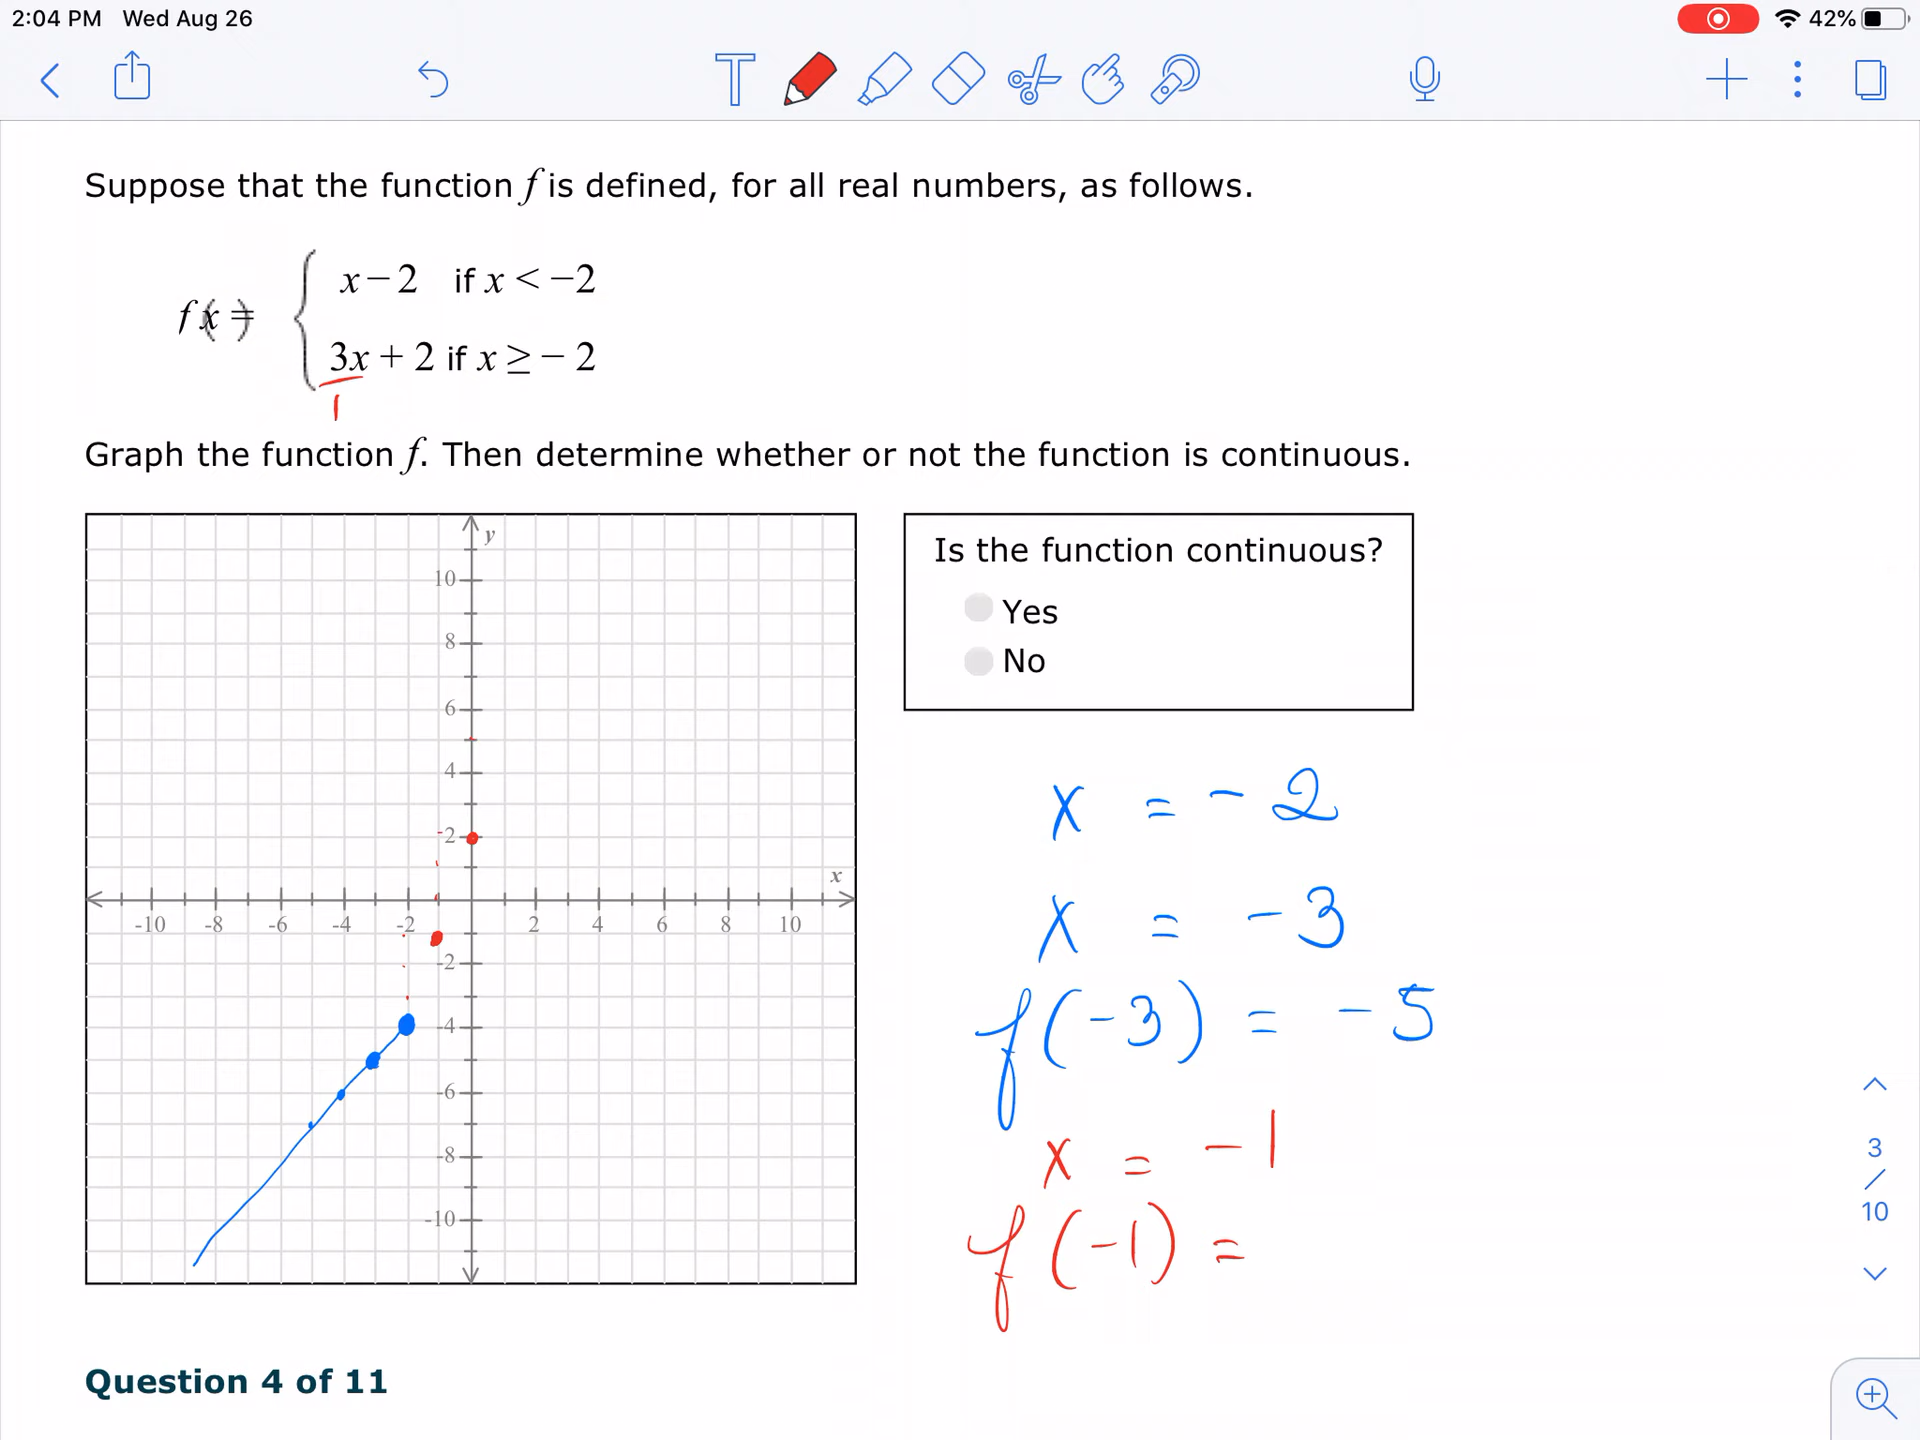 2:04 PM Wed Aug 26
42%
T
Suppose that the function f is defined, for all real numbers, as follows.
x − 2 if x < −2
f(x)=
3x + 2 if x ≥ − 2
1
Graph the function f. Then determine whether or not the function is continuous.
y
10
8
6
4
2
x
-10 -8 -6 -4 -2 2 4 6 8 10
-2
-4
-6
-8
-10
Is the function continuous?
Yes
No
x = - 2
x = - 3
f(-3) = - 5
x = - 1
f(-1) =
3
/
10
Question 4 of 11